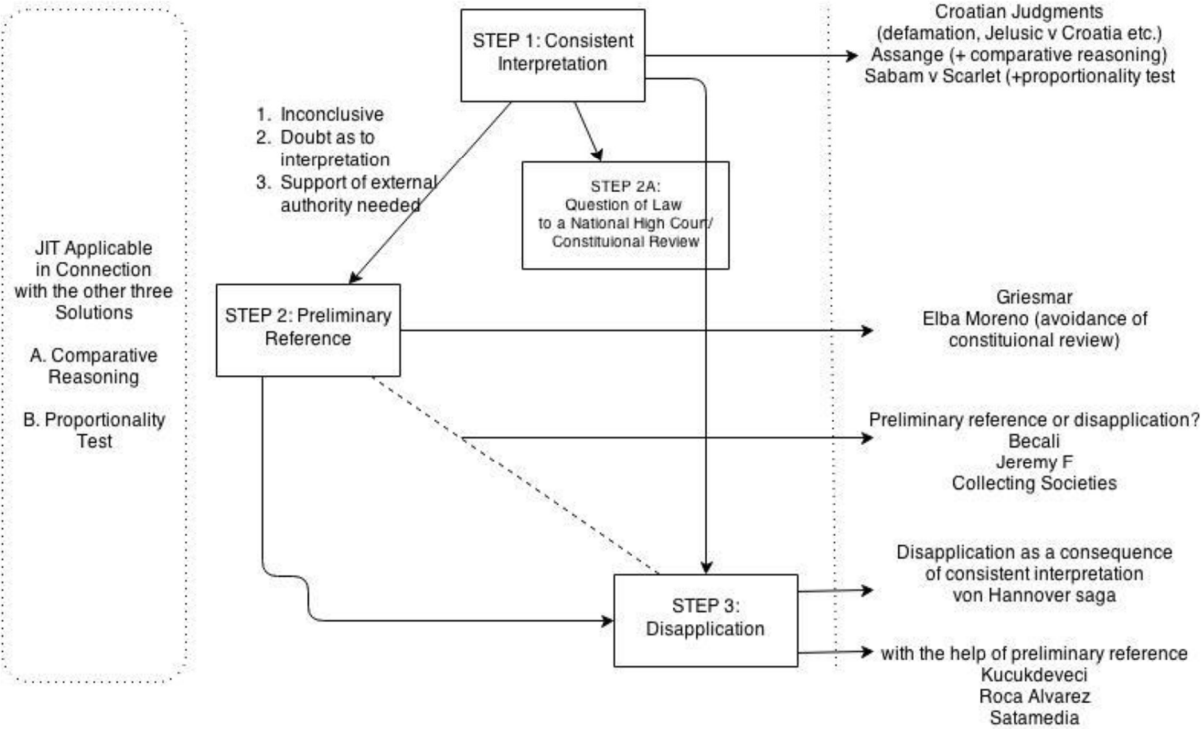 JIT Applicable
in Connection
with the other three
Solutions
A. Comparative
Reasoning
B. Proportionality
Test
STEP 1: Consistent
Interpretation
Croatian Judgments
(defamation, Jelusic v Croatia etc.)
Assange (+ comparative reasoning)
Sabam v Scarlet (+proportionality test
1. Inconclusive
2. Doubt as to
interpretation
3. Support of external
authority needed
STEP 2A:
Question of Law
to a National High Court/
Constituional Review
STEP 2: Preliminary
Reference
Griesmar
Elba Moreno (avoidance of
constituional review)
Preliminary reference or disapplication?
Becali
Jeremy F
Collecting Societies
STEP 3:
Disapplication
Disapplication as a consequence
of consistent interpretation
von Hannover saga
with the help of preliminary reference
Kucukdeveci
Roca Alvarez
Satamedia